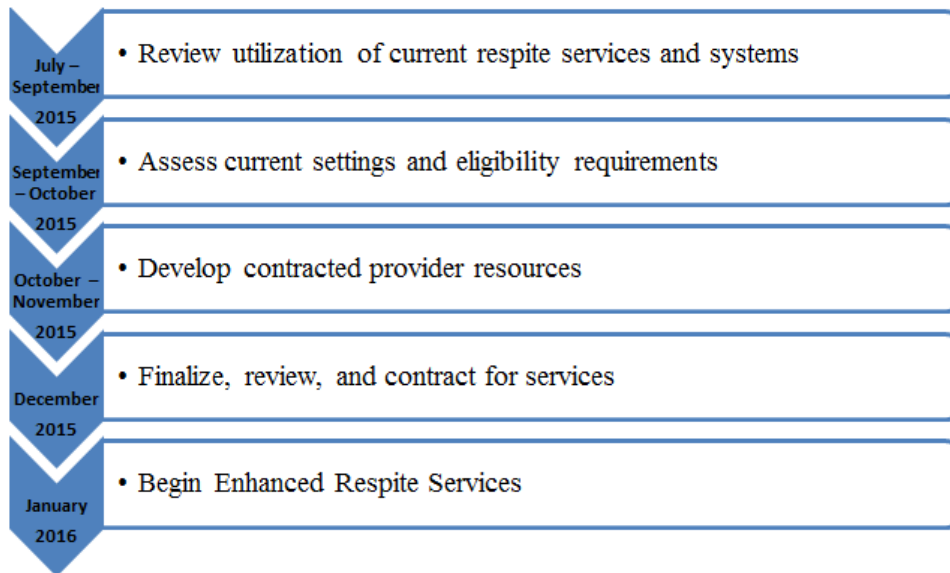 July –
September
2015
• Review utilization of current respite services and systems
September
– October
2015
• Assess current settings and eligibility requirements
October –
November
2015
• Develop contracted provider resources
December
2015
• Finalize, review, and contract for services
January
2016
• Begin Enhanced Respite Services